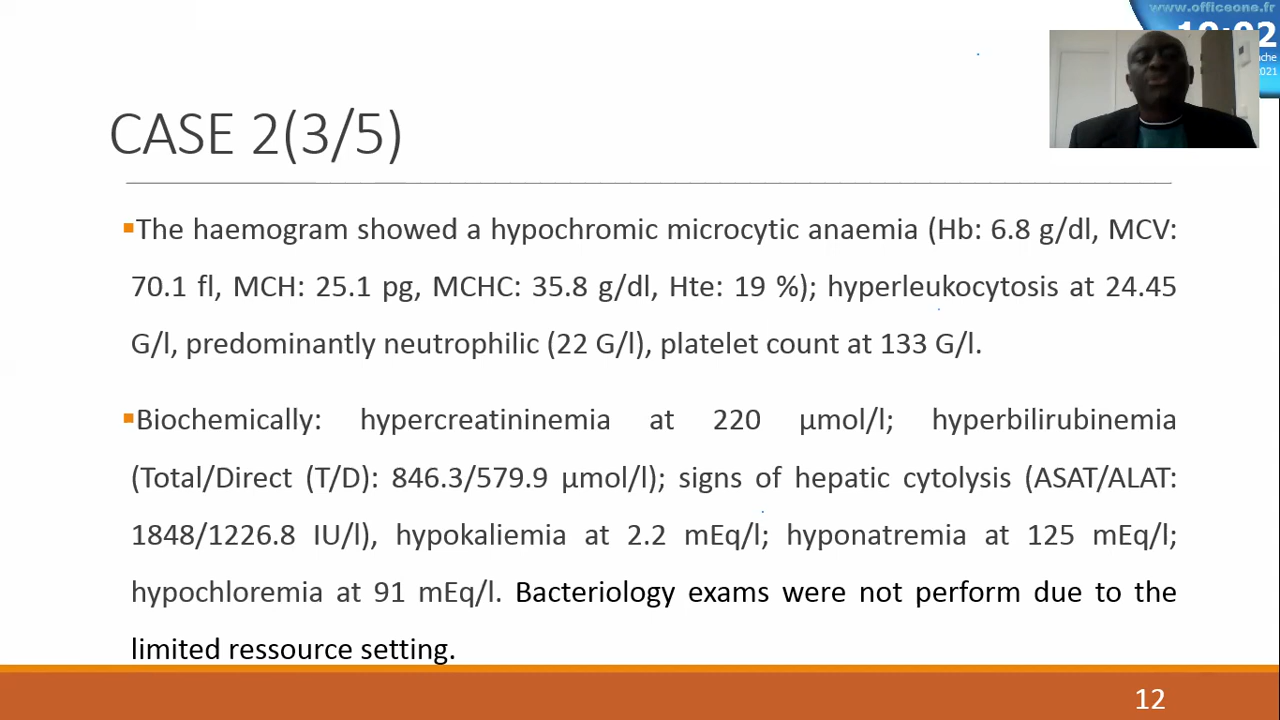 www.officeone.fr
CASE 2(3/5)
2021
▪The haemogram showed a hypochromic microcytic anaemia (Hb: 6.8 g/dl, MCV:
70.1 fl, MCH: 25.1 pg, MCHC: 35.8 g/dl, Hte: 19 %); hyperleukocytosis at 24.45
G/l, predominantly neutrophilic (22 G/l), platelet count at 133 G/l.
▪Biochemically: hypercreatininemia at 220 µmol/l; hyperbilirubinemia
(Total/Direct (T/D): 846.3/579.9 µmol/l); signs of hepatic cytolysis (ASAT/ALAT:
1848/1226.8 IU/l), hypokaliemia at 2.2 mEq/l; hyponatremia at 125 mEq/l;
hypochloremia at 91 mEq/l. Bacteriology exams were not perform due to the
limited ressource setting.
12